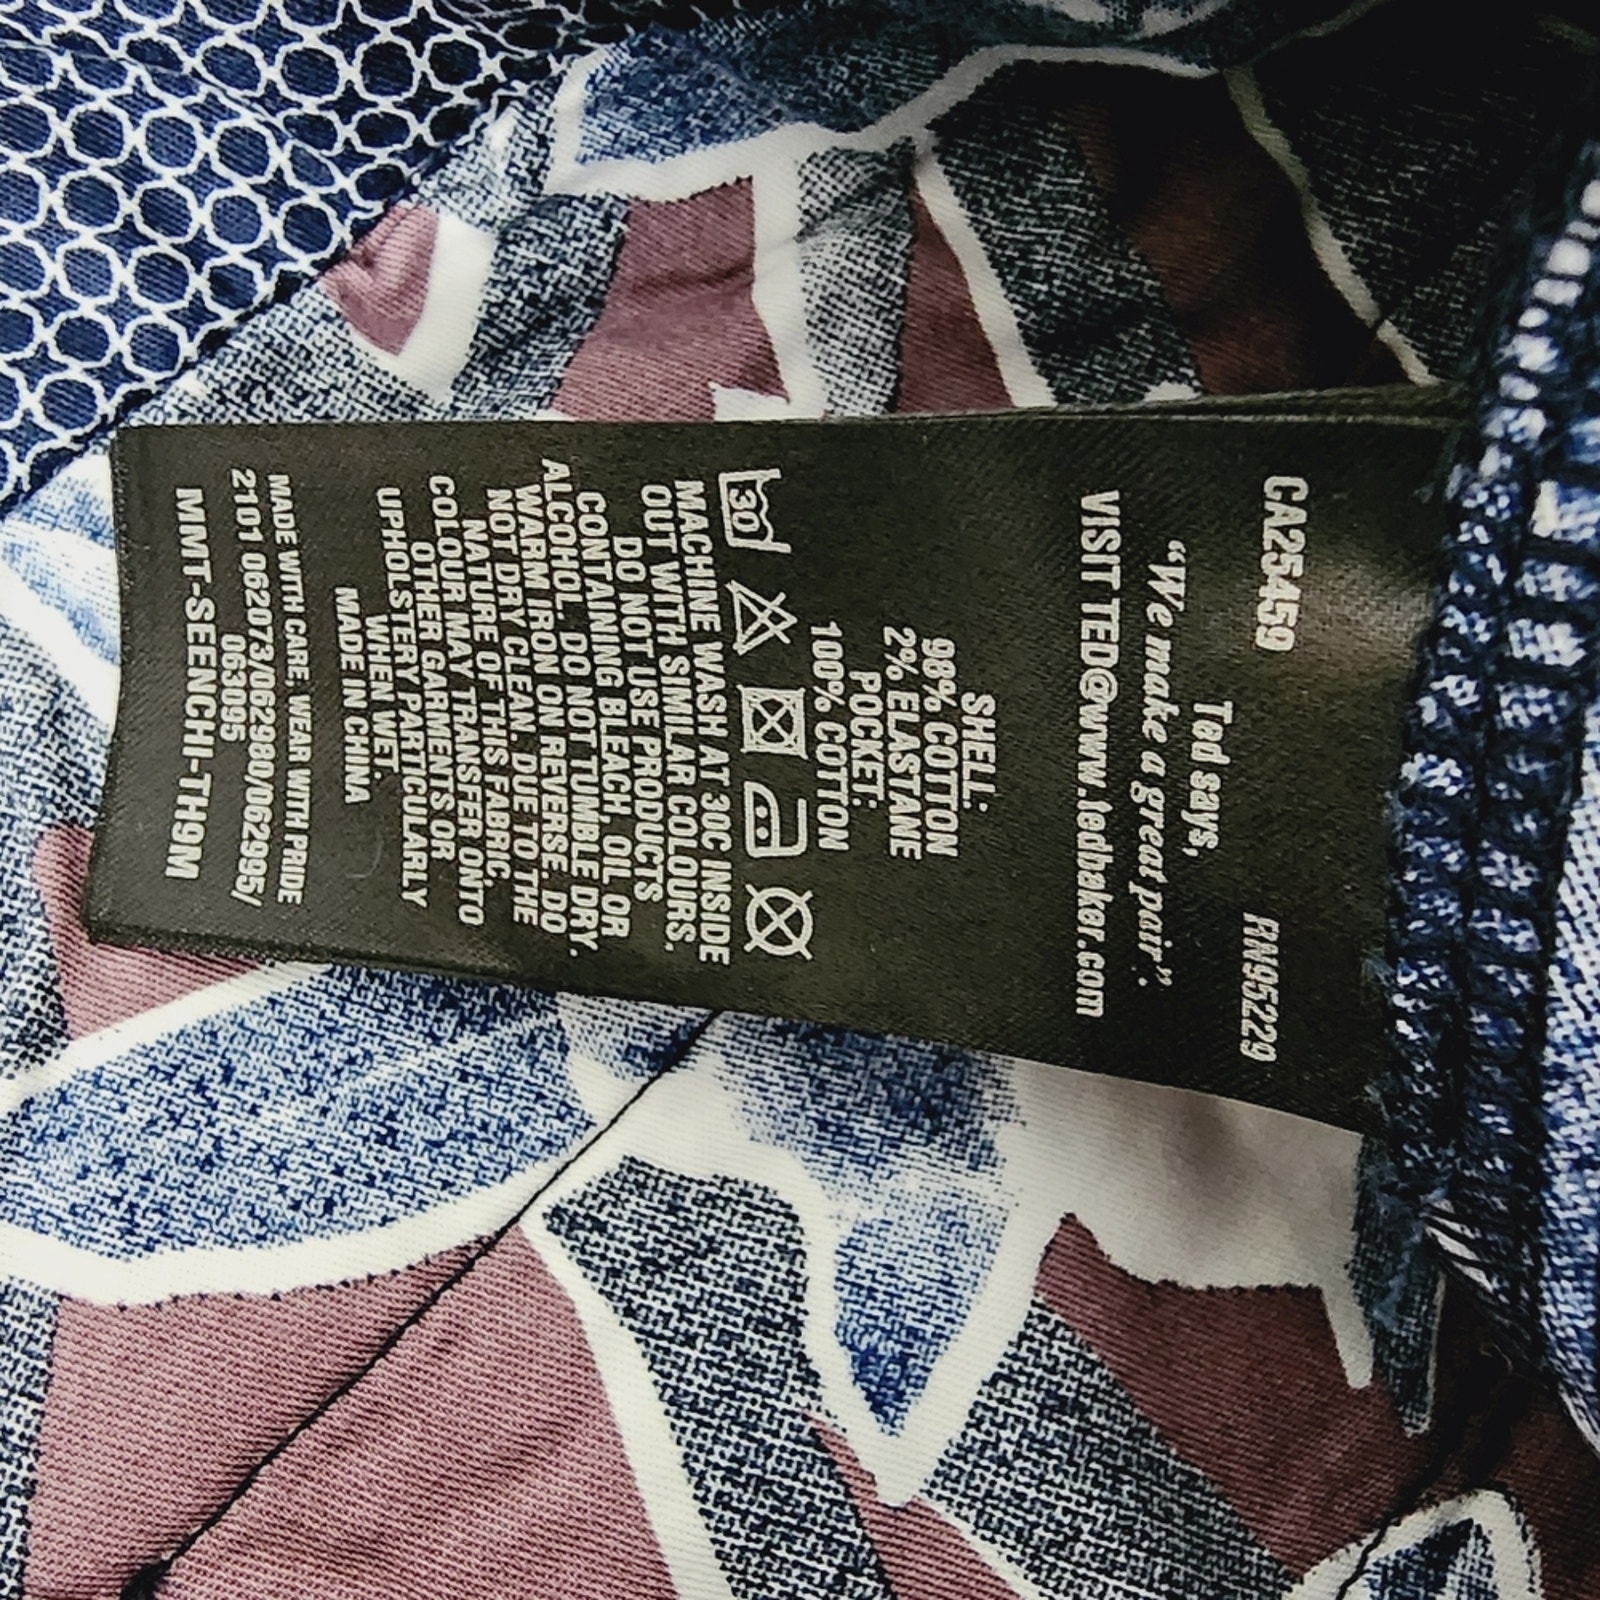 CA25459 RN95229
Ted says,
"We make a great pair".
VISIT TED@www.tedbaker.com
SHELL:
98% COTTON
2% ELASTANE
POCKET:
100% COTTON
30
MACHINE WASH AT 30C INSIDE
OUT WITH SIMILAR COLOURS.
DO NOT USE PRODUCTS
CONTAINING BLEACH, OIL OR
ALCOHOL. DO NOT TUMBLE DRY.
WARM IRON ON REVERSE. DO
NOT DRY CLEAN. DUE TO THE
NATURE OF THIS FABRIC,
COLOUR MAY TRANSFER ONTO
OTHER GARMENTS OR
UPHOLSTERY PARTICULARLY
WHEN WET.
MADE IN CHINA
MADE WITH CARE. WEAR WITH PRIDE
2101 062073/062980/062995/
063095
MMT-SEENCHI-TH9M